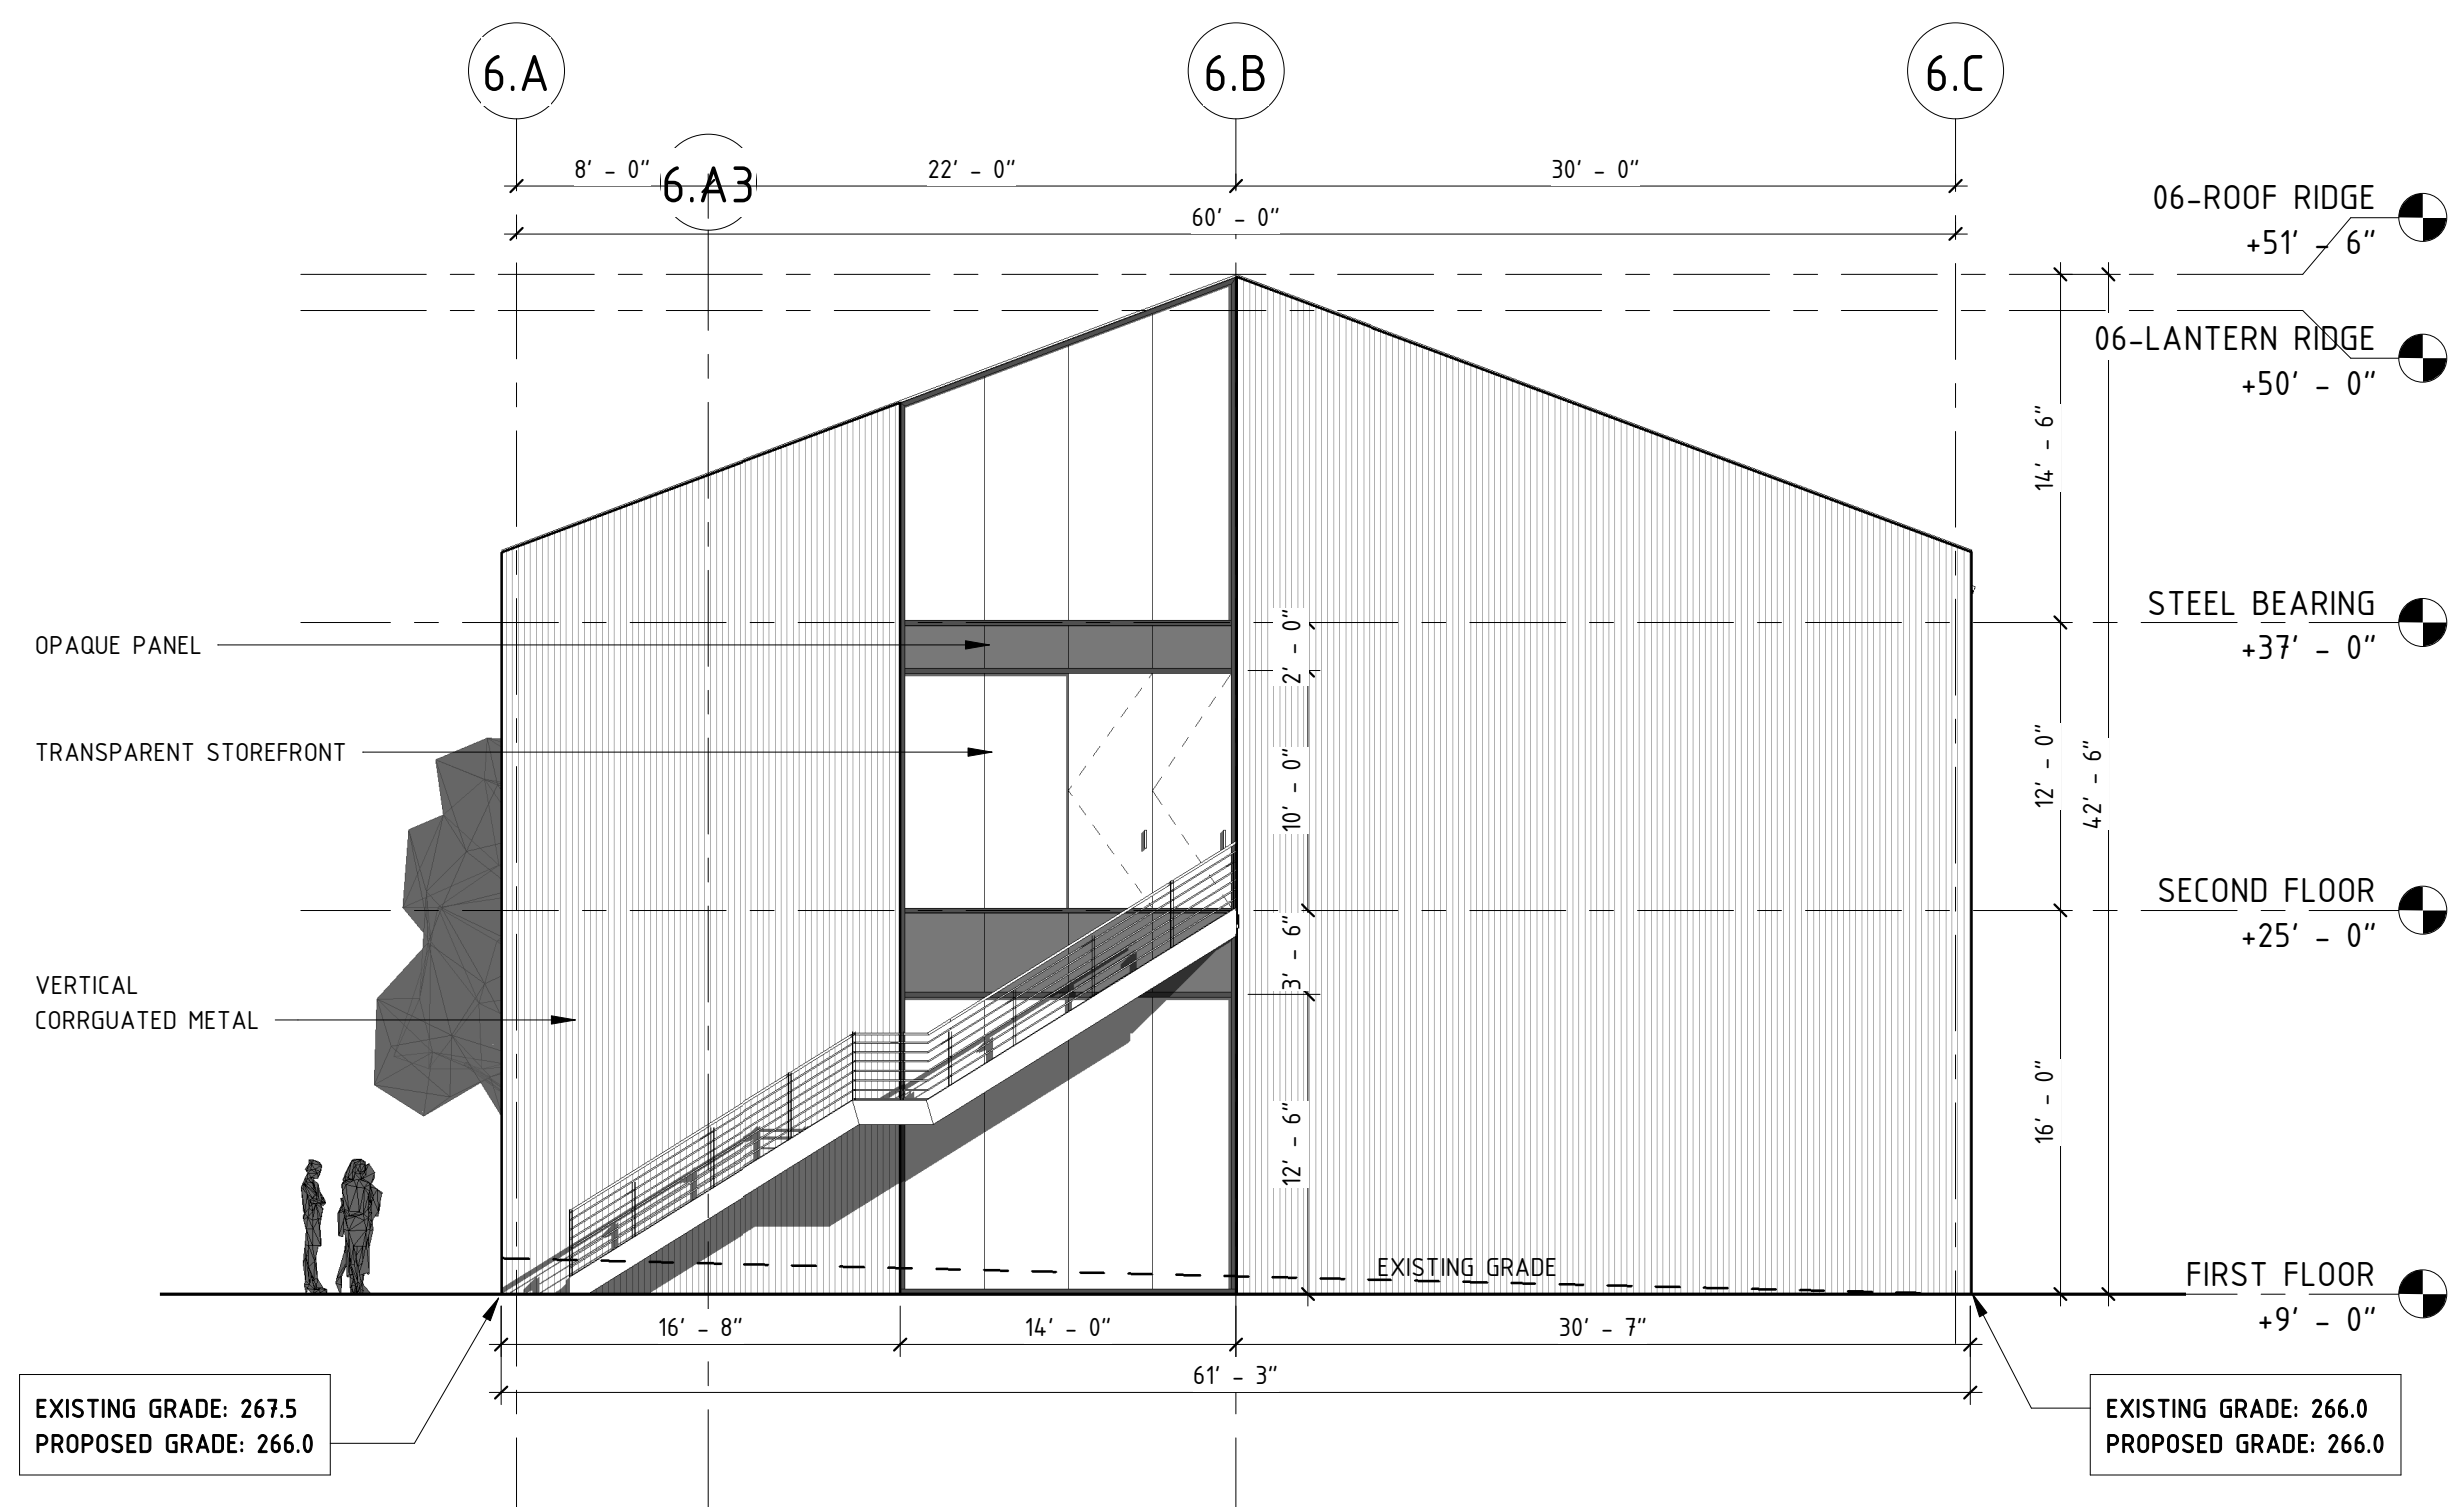 6.A
6.B
6.C
6.A3
8' - 0"
22' - 0"
30' - 0"
60' - 0"
06-ROOF RIDGE
+51' - 6"
06-LANTERN RIDGE
+50' - 0"
14' - 6"
STEEL BEARING
+37' - 0"
OPAQUE PANEL
2' - 0"
TRANSPARENT STOREFRONT
10' - 0"
12' - 0"
42' - 6"
SECOND FLOOR
+25' - 0"
3' - 6"
VERTICAL
CORRGUATED METAL
12' - 6"
16' - 0"
EXISTING GRADE
FIRST FLOOR
+9' - 0"
16' - 8"
14' - 0"
30' - 7"
61' - 3"
EXISTING GRADE: 267.5
PROPOSED GRADE: 266.0
EXISTING GRADE: 266.0
PROPOSED GRADE: 266.0